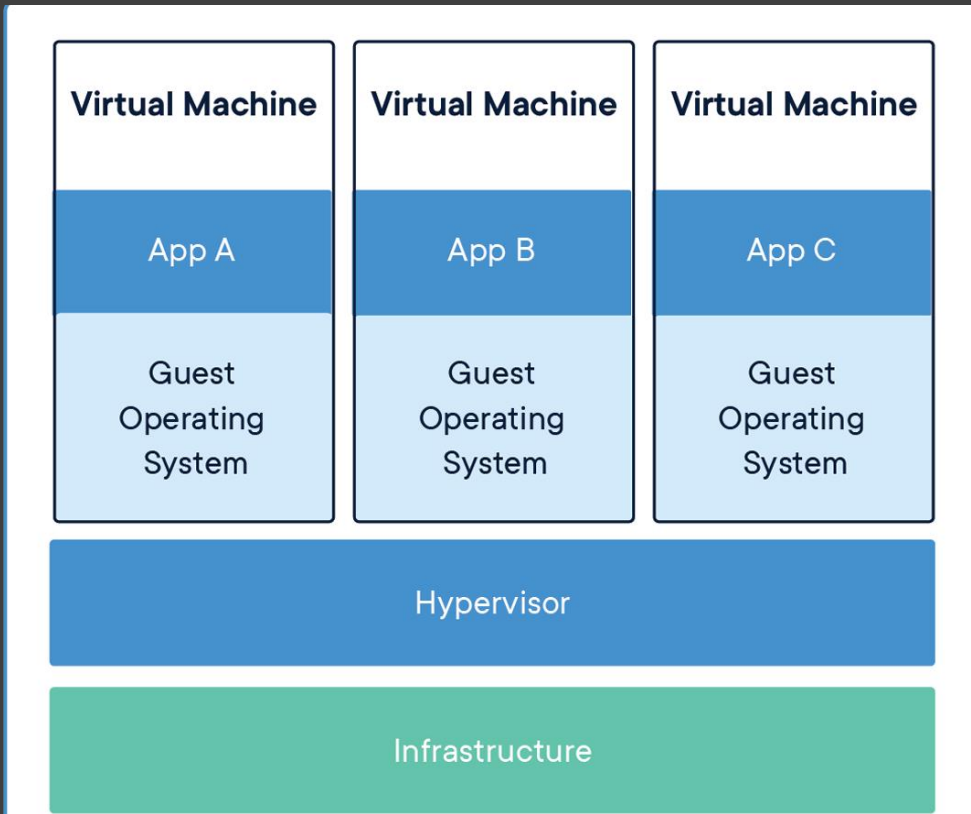 Virtual Machine
App A
Guest
Operating
System
Virtual Machine
App B
Guest
Operating
System
Virtual Machine
App C
Guest
Operating
System
Hypervisor
Infrastructure